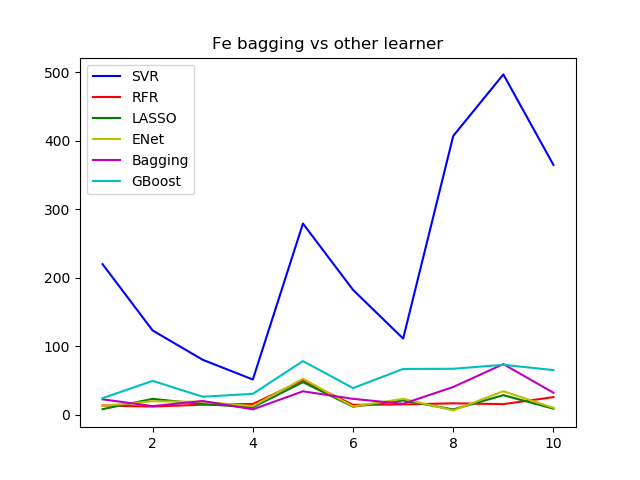 Fe bagging vs other learner
500
400
300
200
100
0
SVR
RFR
LASSO
ENet
Bagging
GBoost
2 4 6 8 10